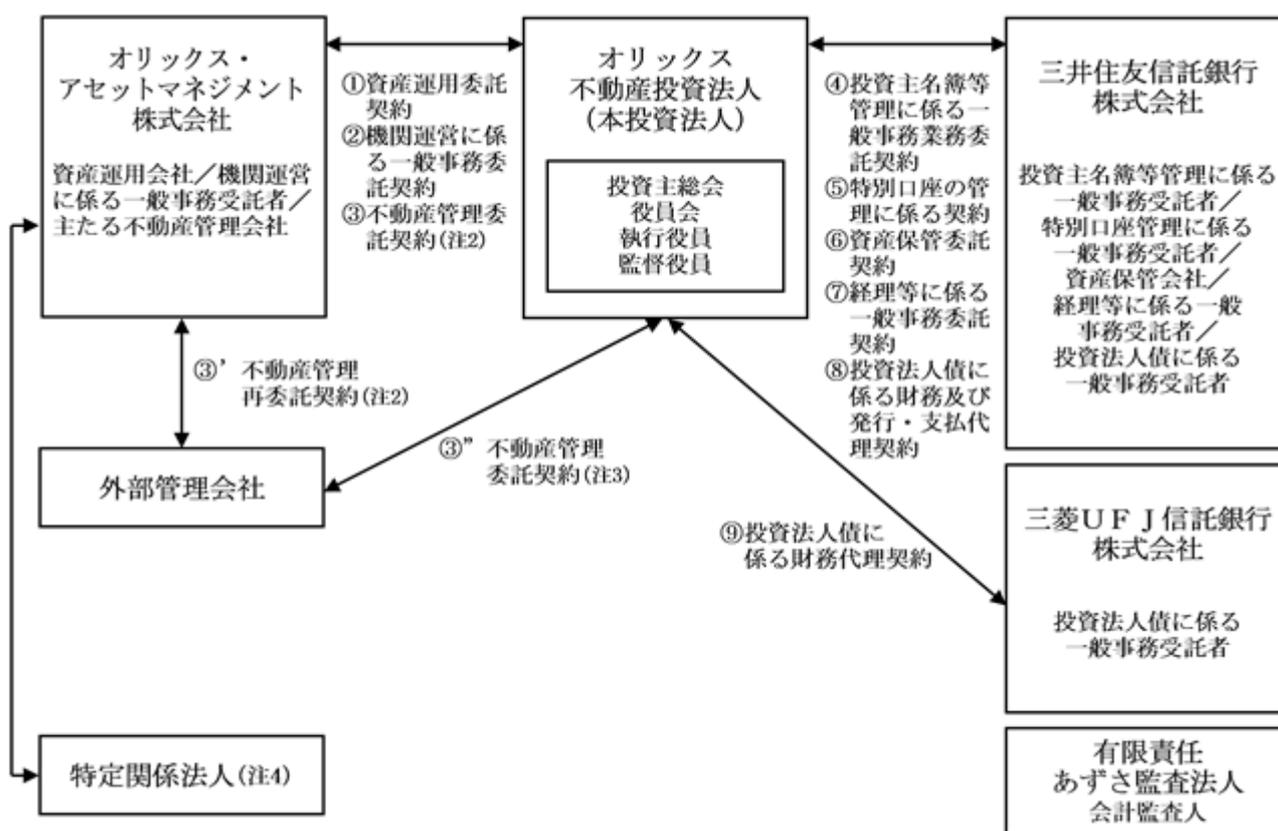 オリックス・
アセットマネジメント
株式会社
資産運用会社／機関運営
に係る一般事務受託者／
主たる不動産管理会社
①資産運用委託
契約
②機関運営に係
る一般事務委
託契約
③不動産管理委
託契約(注2)
オリックス
不動産投資法人
(本投資法人)
投資主総会
役員会
執行役員
監督役員
④投資主名簿等
管理に係る一
般事務業務委
託契約
⑤特別口座の管
理に係る契約
⑥資産保管委託
契約
⑦経理等に係る
一般事務委託
契約
⑧投資法人債に
係る財務及び
発行・支払代
理契約
三井住友信託銀行
株式会社
投資主名簿等管理に係る
一般事務受託者／
特別口座管理に係る
一般事務受託者／
資産保管会社／
経理等に係る一般
事務受託者／
投資法人債に係る
一般事務受託者
③’ 不動産管理
再委託契約(注2)
外部管理会社
③” 不動産管理
委託契約(注3)
⑨投資法人債に
係る財務代理契約
三菱ＵＦＪ信託銀行
株式会社
投資法人債に係る
一般事務受託者
特定関係法人(注4)
有限責任
あずさ監査法人
会計監査人